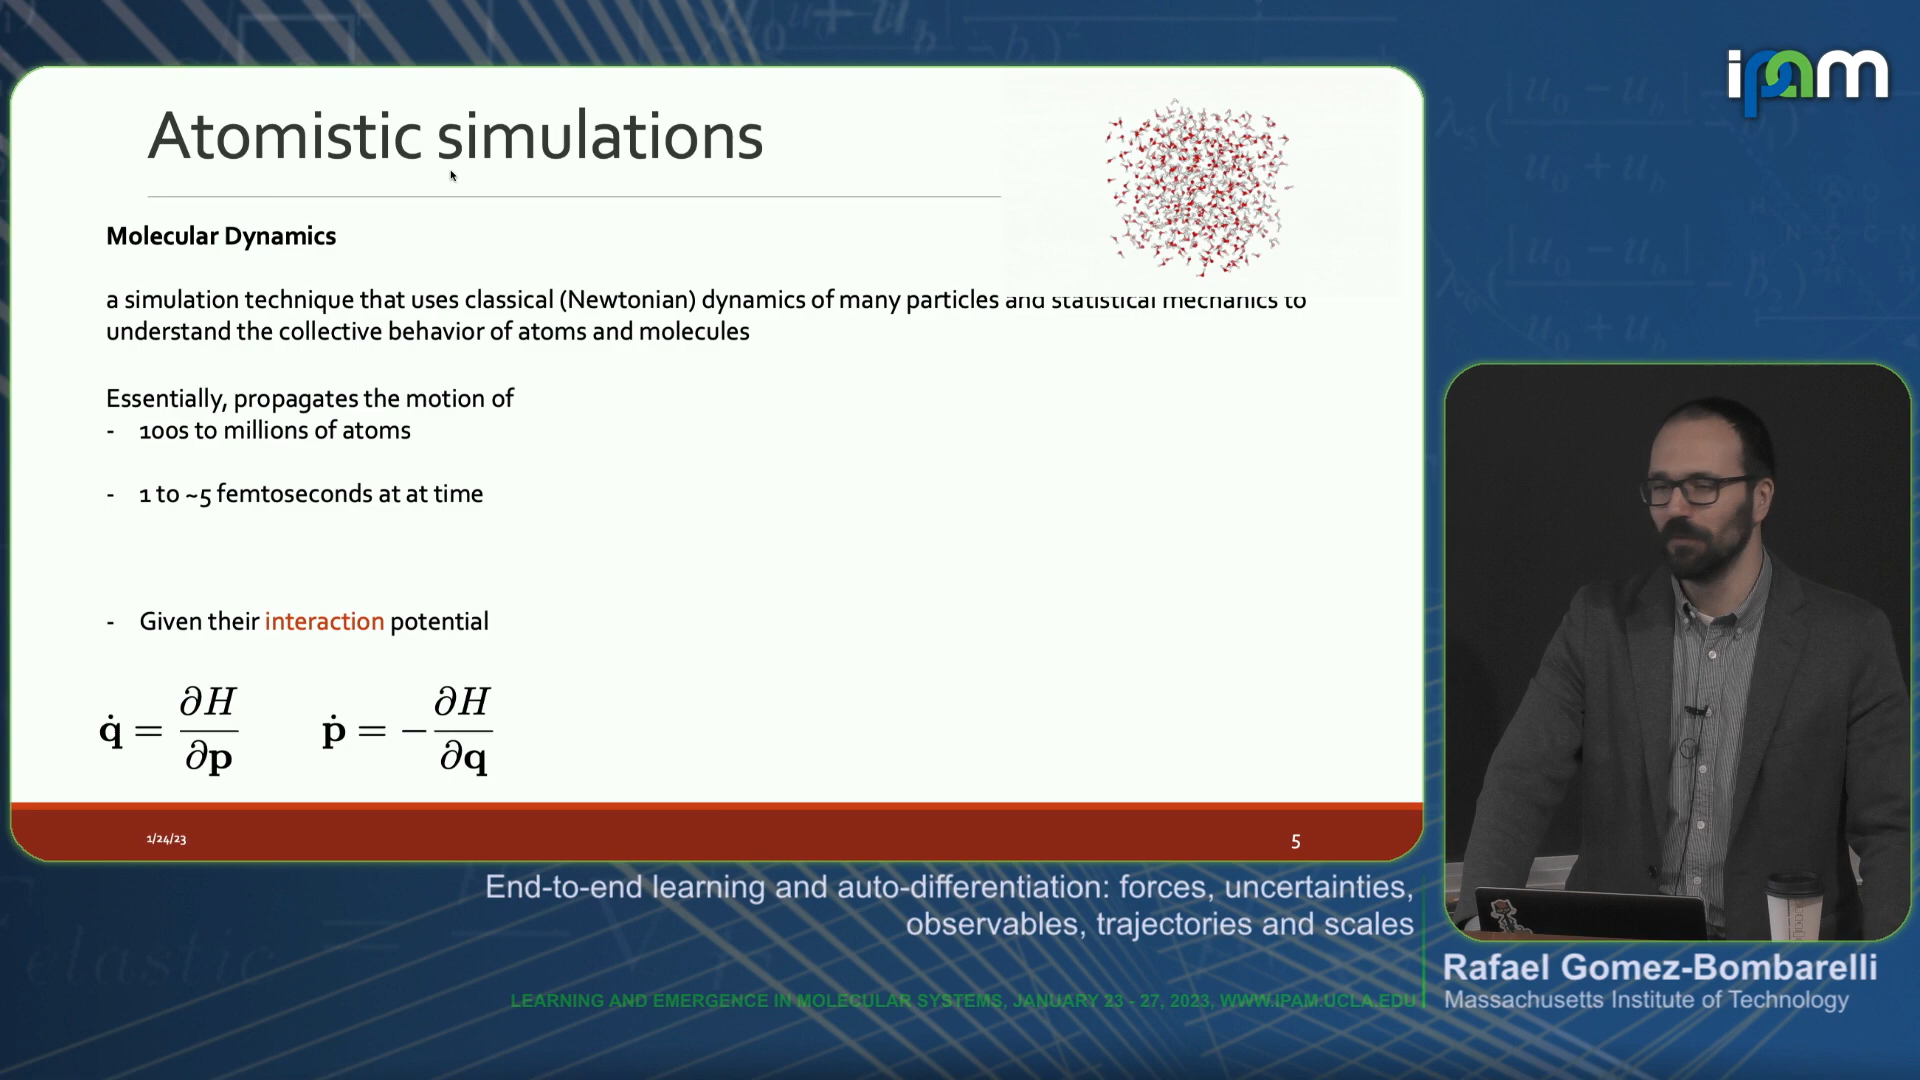 ipam
Atomistic simulations
Molecular Dynamics
a simulation technique that uses classical (Newtonian) dynamics of many particles and statistical mechanics to
understand the collective behavior of atoms and molecules
Essentially, propagates the motion of
- 100s to millions of atoms
- 1 to ~5 femtoseconds at at time
- Given their interaction potential
q̇ = ∂H/∂p    ṗ = −∂H/∂q
1/24/23
5
End-to-end learning and auto-differentiation: forces, uncertainties,
observables, trajectories and scales
Rafael Gomez-Bombarelli
Massachusetts Institute of Technology
LEARNING AND EMERGENCE IN MOLECULAR SYSTEMS, JANUARY 23 - 27, 2023, WWW.IPAM.UCLA.EDU
elastic